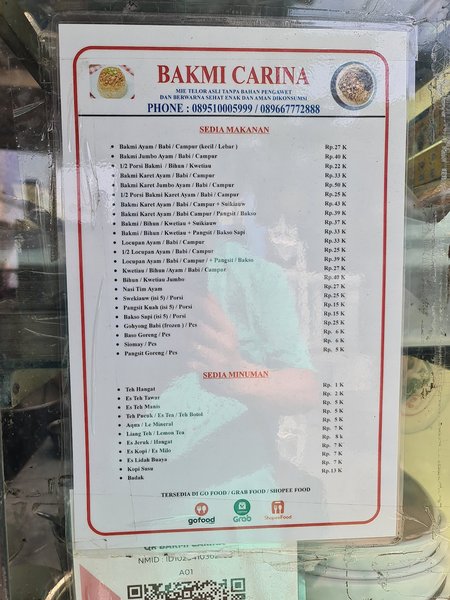 BAKMI CARINA
MIE TELOR ASLI TANPA BAHAN PENGAWET
DAN BERWARNA SEHAT ENAK DAN AMAN DIKONSUMSI
PHONE : 089510005999 / 089667772888
SEDIA MAKANAN
Bakmi Ayam / Babi / Campur (kecil / Lebar ) Rp.27 K
Bakmi Jumbo Ayam / Babi / Campur Rp.40 K
1/2 Porsi Bakmi / Bihun / Kwetiau Rp.22 K
Bakmi Karet Ayam / Babi / Campur Rp.33 K
Bakmi Karet Jumbo Ayam / Babi / Campur Rp.50 K
1/2 Porsi Bakmi Karet Ayam / Babi / Campur Rp.25 K
Bakmi Karet Ayam / Babi / Campur + Suikiauw Rp.43 K
Bakmi Karet Ayam / Babi Campur / Pangsit / Bakso Rp.39 K
Bakmi / Bihun / Kwetiau + Suikiauw Rp.37 K
Bakmi / Bihun / Kwetiau + Pangsit / Bakso Sapi Rp.33 K
Locupan Ayam / Babi / Campur Rp.33 K
1/2 Locupan Ayam / Babi / Campur Rp.25 K
Locupan Ayam / Babi / Campur / + Pangsit / Bakso Rp.39 K
Kwetiau / Bihun /Ayam / Babi / Campur Rp.27 K
Bihun / Kwetiau Jumbo Rp.40 K
Nasi Tim Ayam Rp.27 K
Swekiauw (isi 5) / Porsi Rp.25 K
Pangsit Kuah (isi 5) / Porsi Rp.15 K
Bakso Sapi (isi 5) / Porsi Rp.15 K
Gohyong Babi (frozen ) / Pcs Rp.25 K
Baso Goreng / Pcs Rp. 6 K
Siomay / Pcs Rp. 6 K
Pangsit Goreng / Pcs Rp. 5 K
SEDIA MINUMAN
Teh Hangat Rp. 1 K
Es Teh Tawar Rp. 2 K
Es Teh Manis Rp. 5 K
Teh Pucuk / Es Tea / Teh Botol Rp. 5 K
Aqua / Le Mineral Rp. 5 K
Liang Teh / Lemon Tea Rp. 7 K
Es Jeruk / Hangat Rp. 8 K
Es Kopi / Es Milo Rp. 7 K
Es Lidah Buaya Rp. 7 K
Kopi Susu Rp. 7 K
Badak Rp.13 K
TERSEDIA DI GO FOOD / GRAB FOOD / SHOPEE FOOD
gofood Grab ShopeeFood
A01